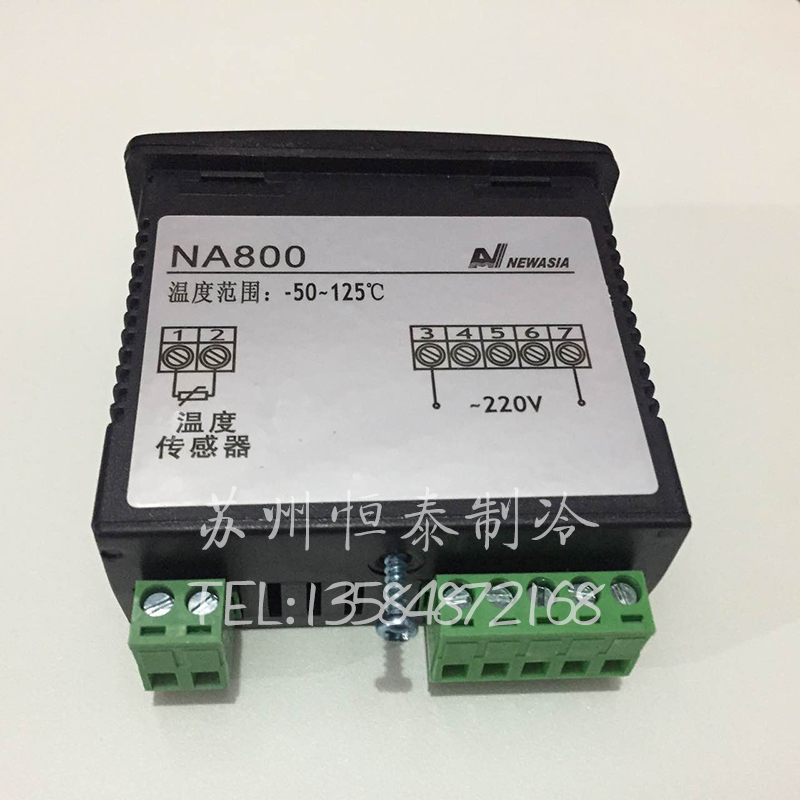 NA800
NEWASIA
温度范围：-50~125℃
1 2
3 4 5 6 7
~220V
温度
传感器
苏州恒泰制冷
TEL:13584872168